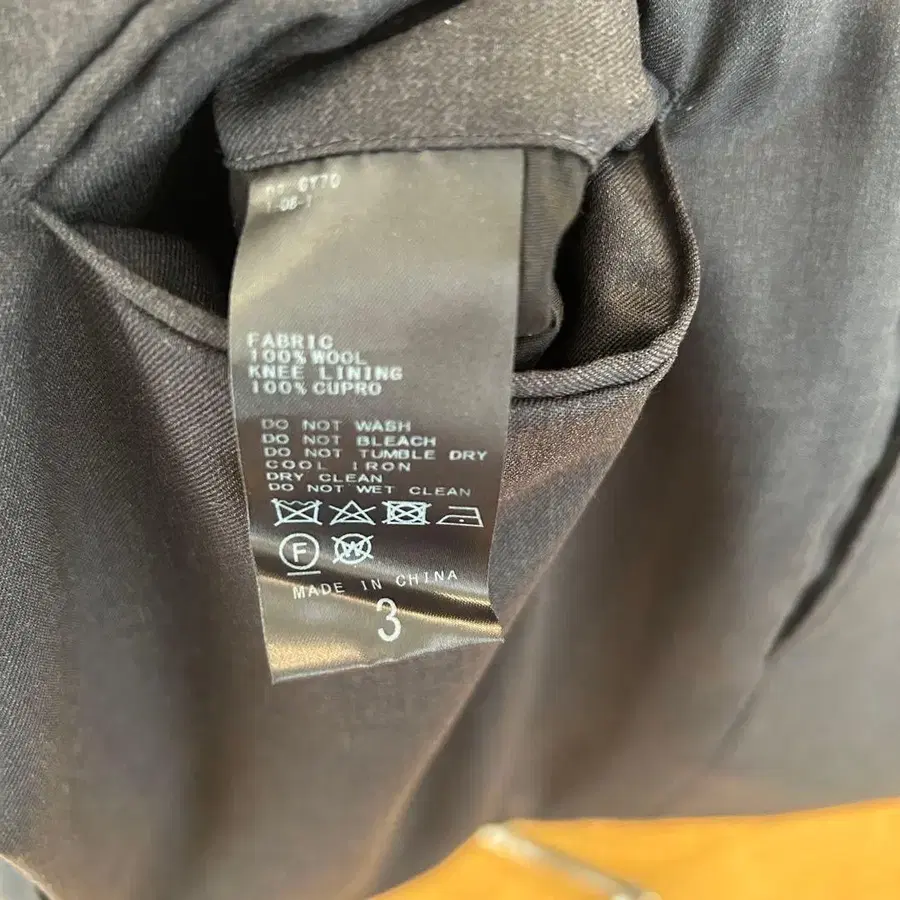 FABRIC
100% WOOL
KNEE LINING
100% CUPRO
DO NOT WASH
DO NOT BLEACH
DO NOT TUMBLE DRY
COOL IRON
DRY CLEAN
DO NOT WET CLEAN
F W
MADE IN CHINA
3